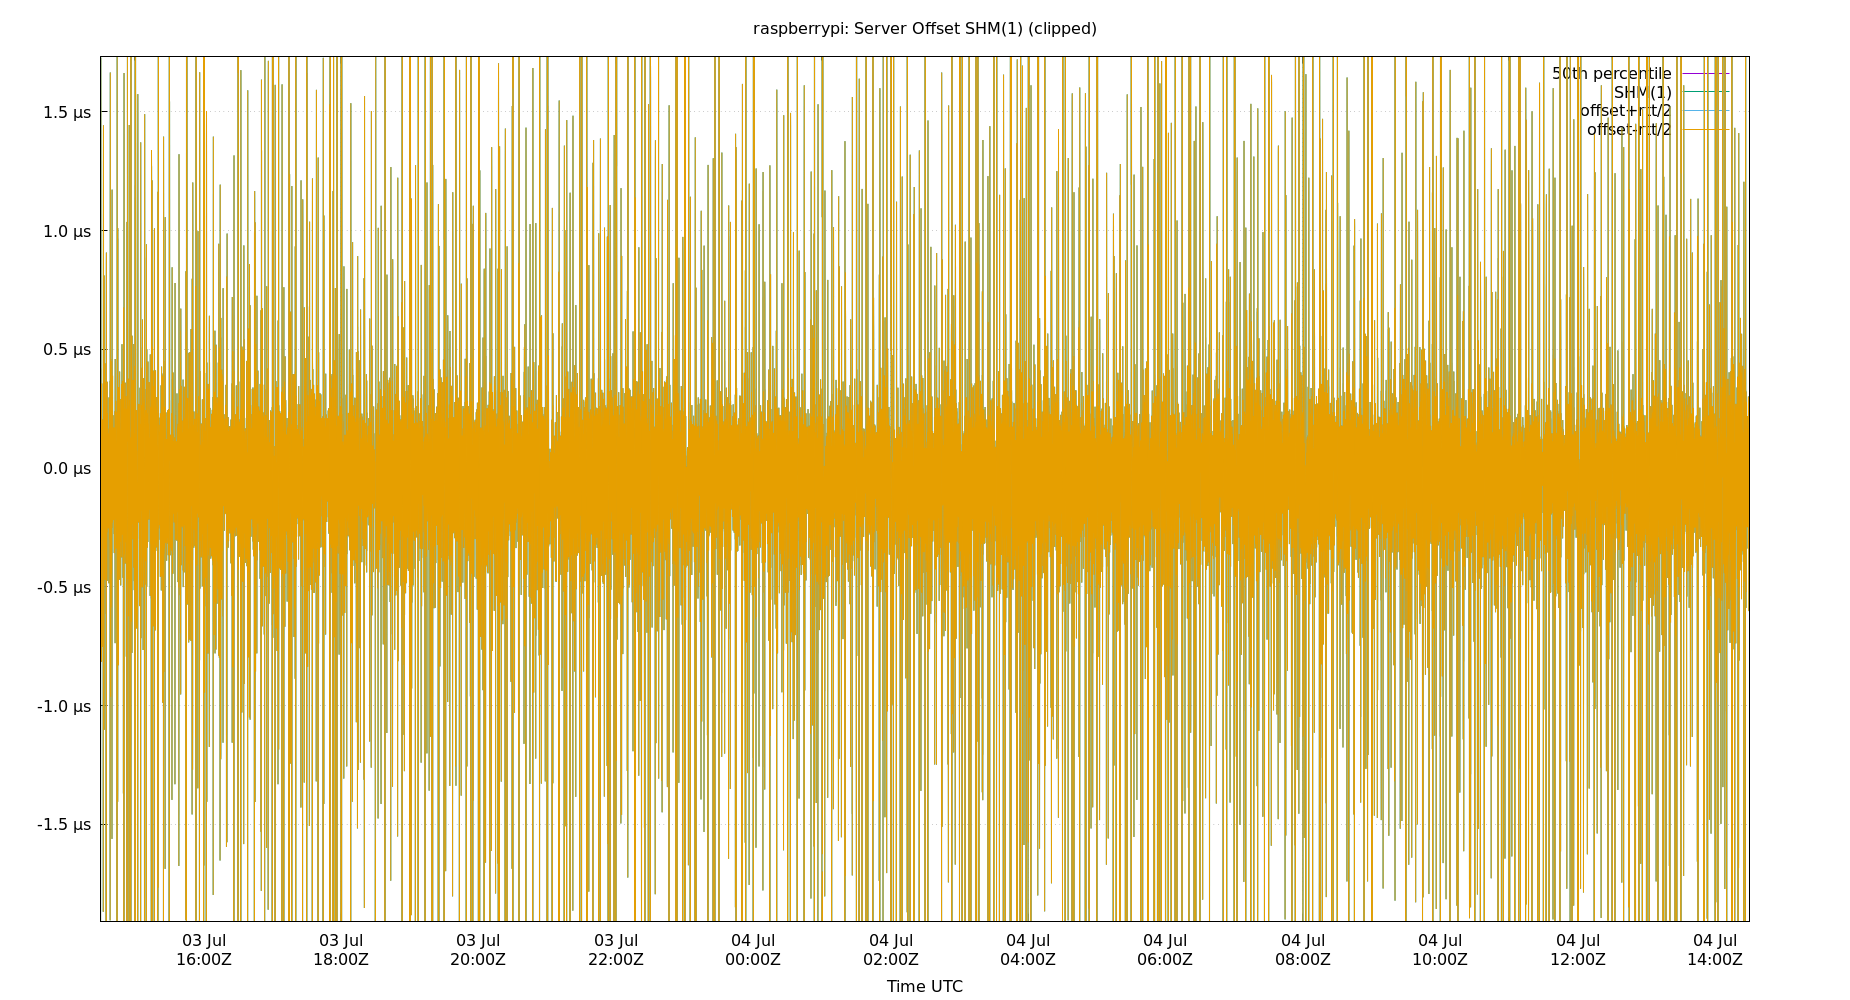 raspberrypi: Server Offset SHM(1) (clipped)
50th percentile
SHM(1)
offset+rtt/2
offset-rtt/2
1.5 µs
1.0 µs
0.5 µs
0.0 µs
-0.5 µs
-1.0 µs
-1.5 µs
03 Jul 03 Jul 03 Jul 03 Jul 04 Jul 04 Jul 04 Jul 04 Jul 04 Jul 04 Jul 04 Jul 04 Jul
16:00Z 18:00Z 20:00Z 22:00Z 00:00Z 02:00Z 04:00Z 06:00Z 08:00Z 10:00Z 12:00Z 14:00Z
Time UTC